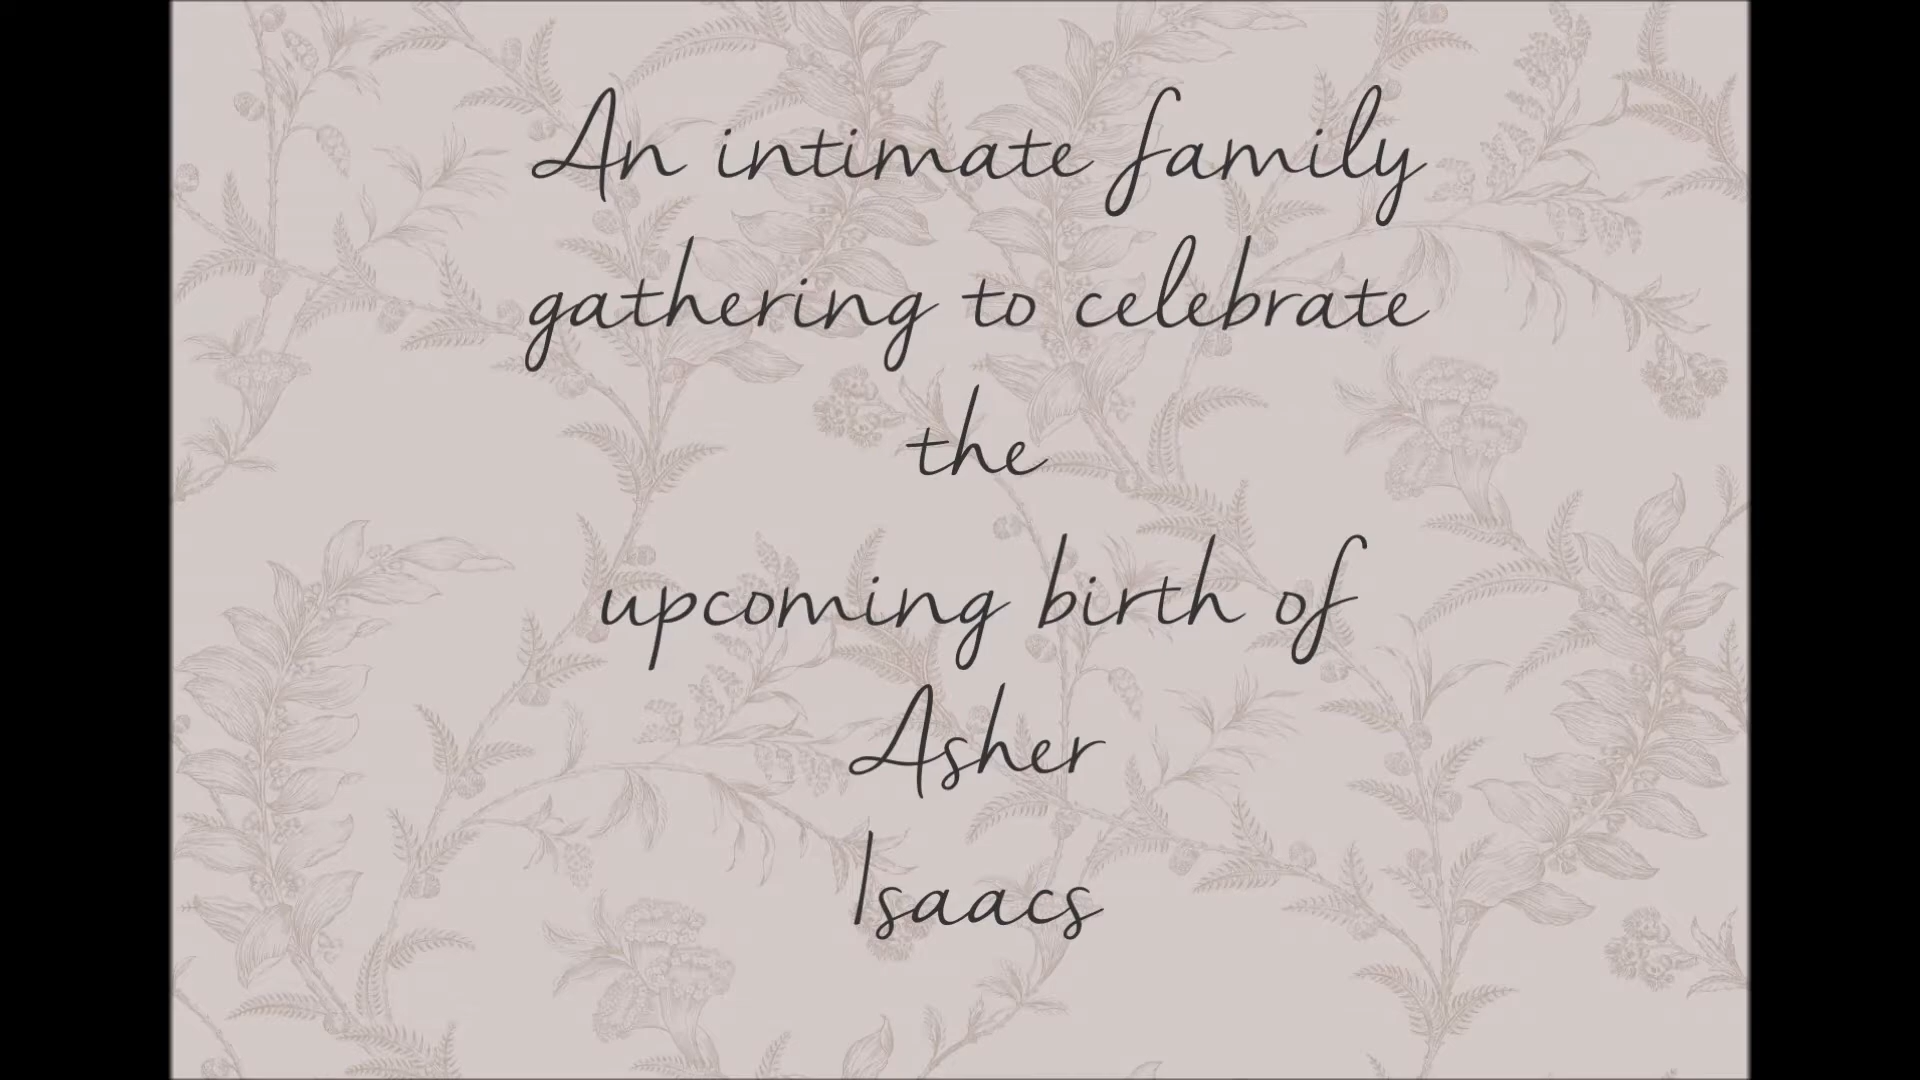 An intimate family
gathering to celebrate
the
upcoming birth of
Asher
Isaacs